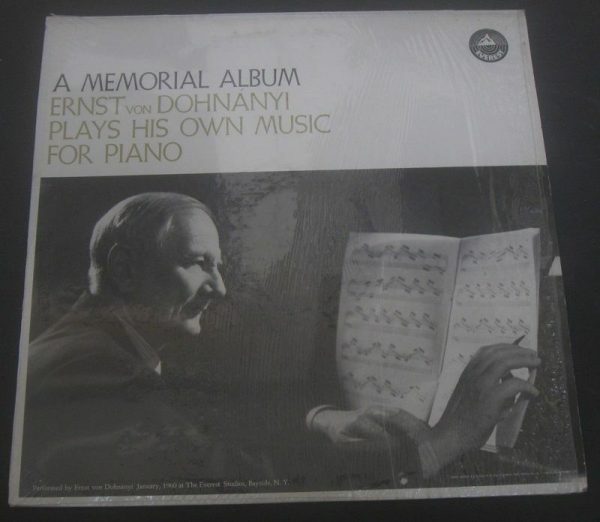 A MEMORIAL ALBUM
EVEREST
ERNST VON DOHNÁNYI
PLAYS HIS OWN MUSIC
FOR PIANO
Performed by Ernst von Dohnanyi January, 1960 at The Everest Studios, Bayside, N. Y.